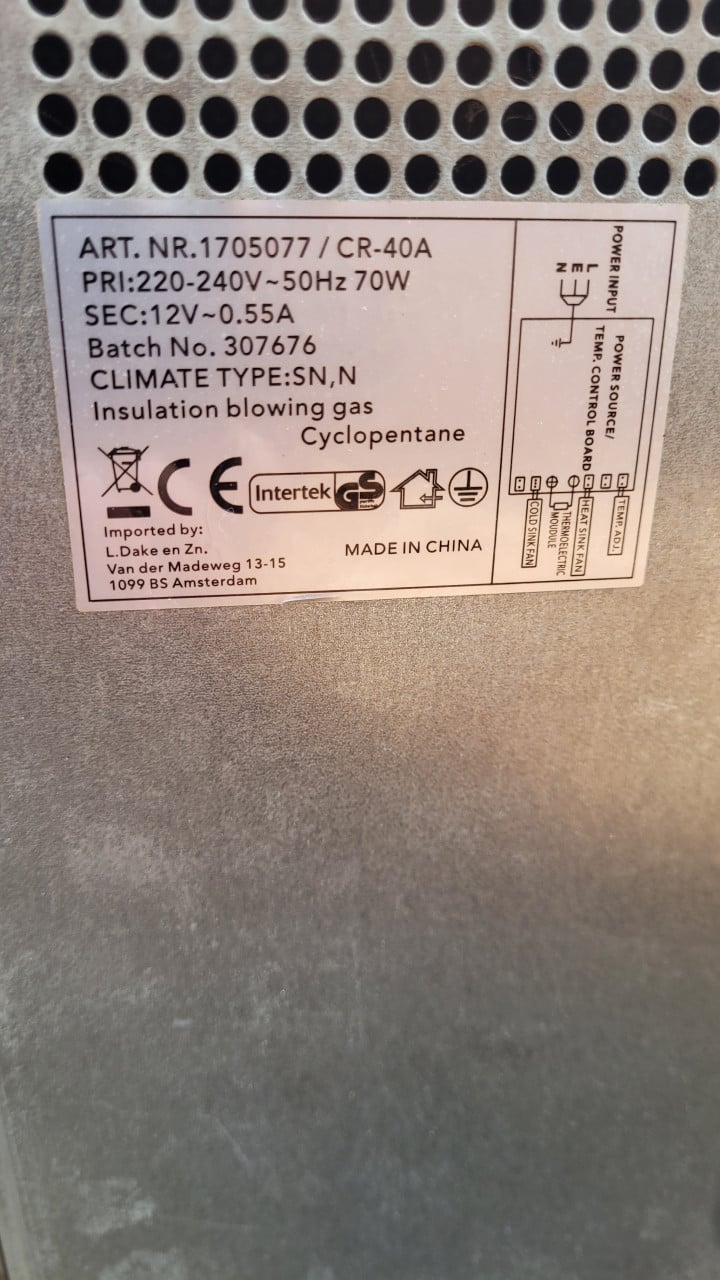 ART. NR.1705077 / CR-40A
PRI:220-240V~50Hz 70W
SEC:12V~0.55A
Batch No. 307676
CLIMATE TYPE:SN,N
Insulation blowing gas
Cyclopentane
CE
Intertek
GS
Imported by:
L.Dake en Zn.
Van der Madeweg 13-15
1099 BS Amsterdam
MADE IN CHINA
POWER INPUT
L
E
N
POWER SOURCE/
TEMP. CONTROL BOARD
TEMP. ADJ.
HEAT SINK FAN
THERMOELECTRIC
MOUDULE
COLD SINK FAN